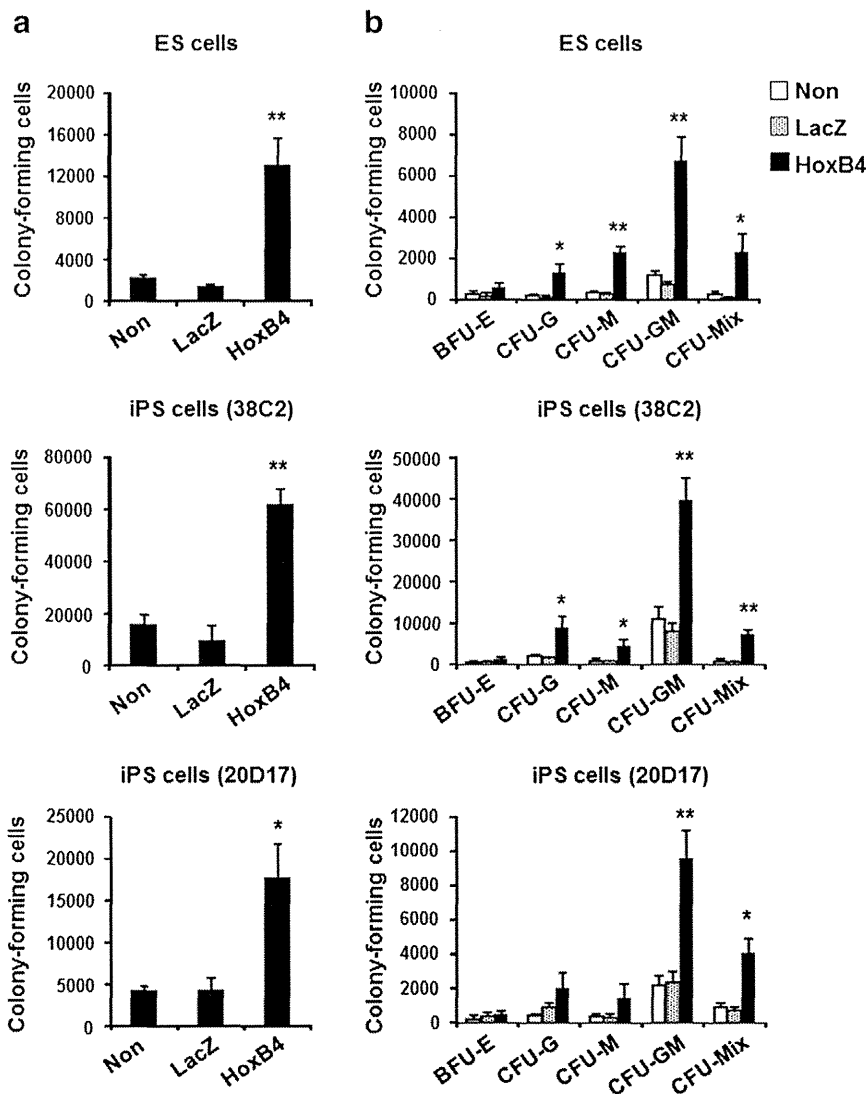 a
b
ES cells
Colony-forming cells
20000
16000
12000
8000
4000
0
**
Non
LacZ
HoxB4
ES cells
Colony-forming cells
10000
8000
6000
4000
2000
0
*
**
**
*
BFU-E
CFU-G
CFU-M
CFU-GM
CFU-Mix
Non
LacZ
HoxB4
iPS cells (38C2)
Colony-forming cells
80000
60000
40000
20000
0
**
Non
LacZ
HoxB4
iPS cells (38C2)
Colony-forming cells
50000
40000
30000
20000
10000
0
*
*
**
**
BFU-E
CFU-G
CFU-M
CFU-GM
CFU-Mix
iPS cells (20D17)
Colony-forming cells
25000
20000
15000
10000
5000
0
*
Non
LacZ
HoxB4
iPS cells (20D17)
Colony-forming cells
12000
10000
8000
6000
4000
2000
0
**
*
BFU-E
CFU-G
CFU-M
CFU-GM
CFU-Mix